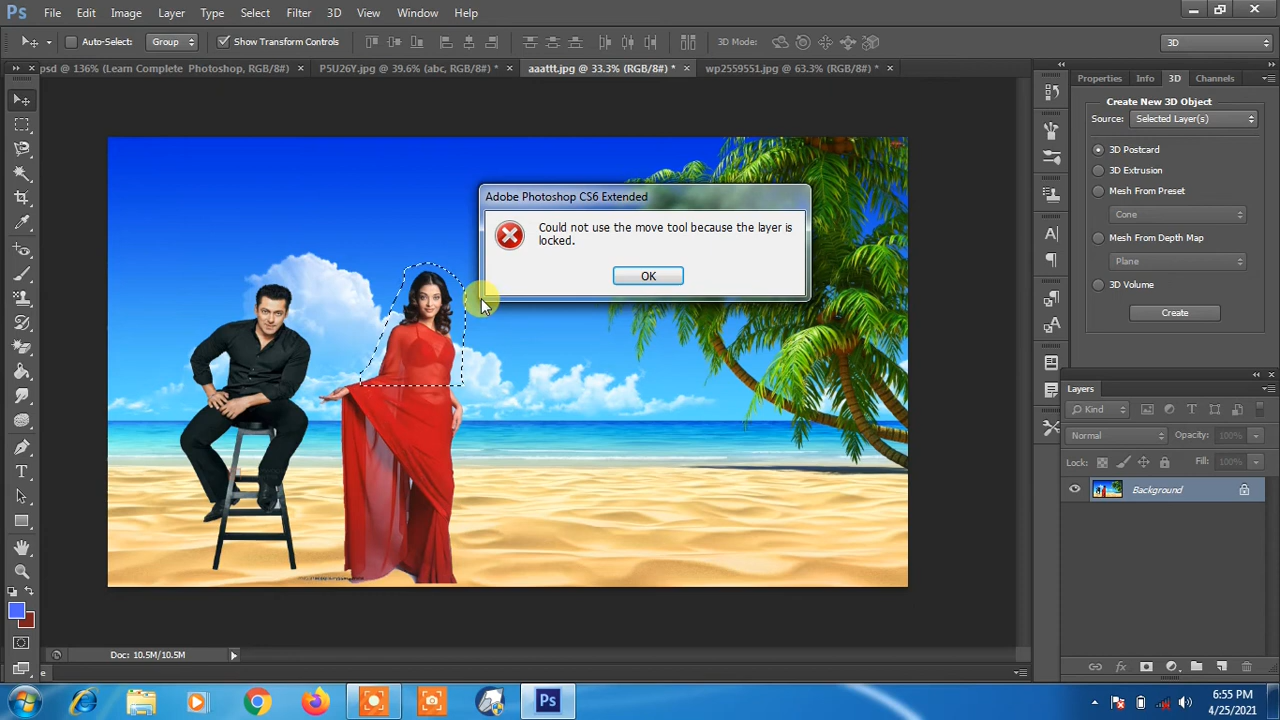 Ps File Edit Image Layer Type Select Filter 3D View Window Help
Auto-Select: Group Show Transform Controls 3D Mode: 3D
psd @ 136% (Learn Complete Photoshop, RGB/8#) × P5U26Y.jpg @ 39.6% (abc, RGB/8#) * × aaattt.jpg @ 33.3% (RGB/8#) * × wp2559551.jpg @ 63.3% (RGB/8#) * ×
Properties Info 3D Channels
Create New 3D Object
Source: Selected Layer(s)
3D Postcard
3D Extrusion
Mesh From Preset
Cone
Mesh From Depth Map
Plane
3D Volume
Create
Adobe Photoshop CS6 Extended
Could not use the move tool because the layer is
locked.
OK
Layers
Kind
Normal Opacity: 100%
Lock: Fill: 100%
Background
Doc: 10.5M/10.5M
Ps
6:55 PM
4/25/2021